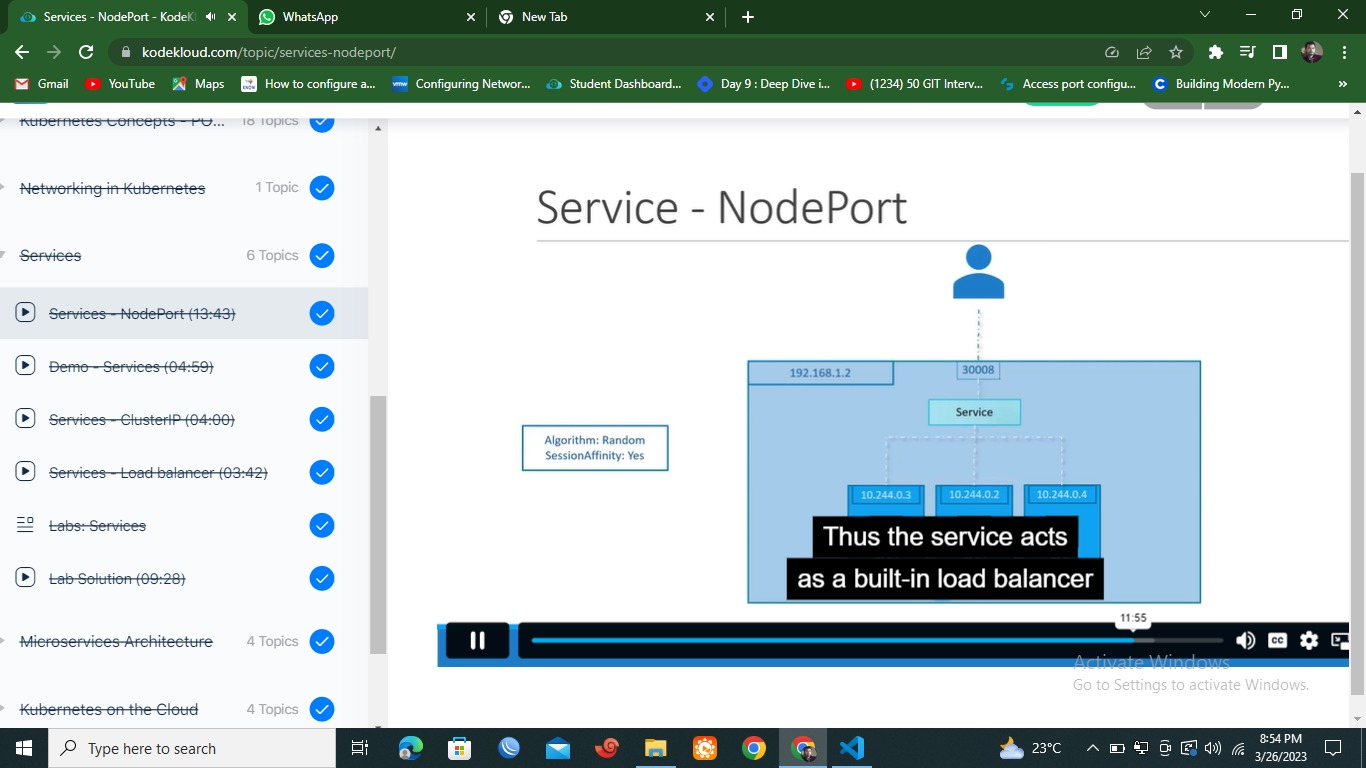 Services - NodePort - KodeKl
WhatsApp
New Tab
kodekloud.com/topic/services-nodeport/
Gmail
YouTube
Maps
How to configure a...
Configuring Networ...
Student Dashboard...
Day 9 : Deep Dive i...
(1234) 50 GIT Interv...
Access port configu...
Building Modern Py...
»
Kubernetes Concepts - PO... 18 Topics
Networking in Kubernetes 1 Topic
Services 6 Topics
Services - NodePort (13:43)
Demo - Services (04:59)
Services - ClusterIP (04:00)
Services - Load balancer (03:42)
Labs: Services
Lab Solution (09:28)
Microservices Architecture 4 Topics
Kubernetes on the Cloud 4 Topics
Service - NodePort
192.168.1.2
30008
Service
Algorithm: Random
SessionAffinity: Yes
10.244.0.3 10.244.0.2 10.244.0.4
Thus the service acts
as a built-in load balancer
11:55
CC
Activate Windows
Go to Settings to activate Windows.
Type here to search
23°C
8:54 PM
3/26/2023